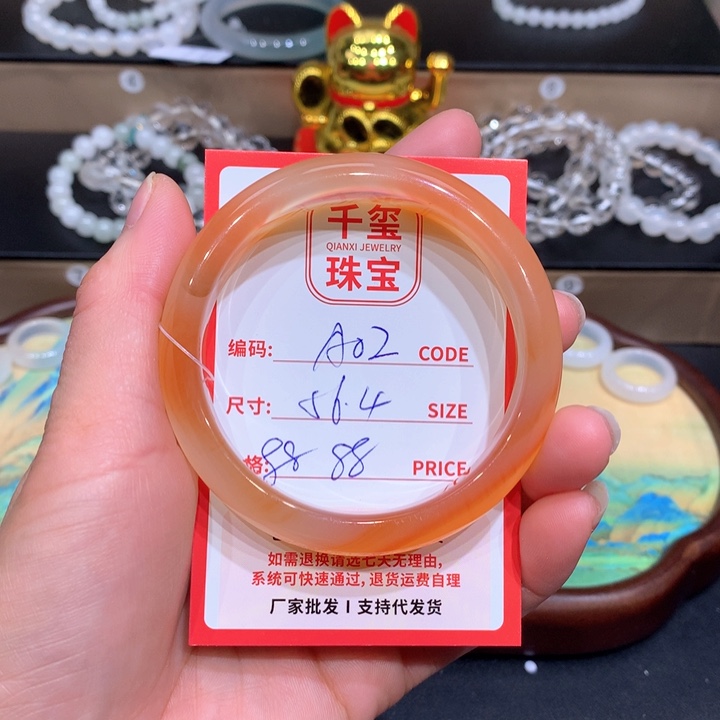 千玺
QIANXI JEWELRY
珠宝
编码: A02 CODE
尺寸: 56.4 SIZE
格: 88 88 PRICE
如需退换请选七天无理由,
系统可快速通过, 退货运费自理
厂家批发 I 支持代发货